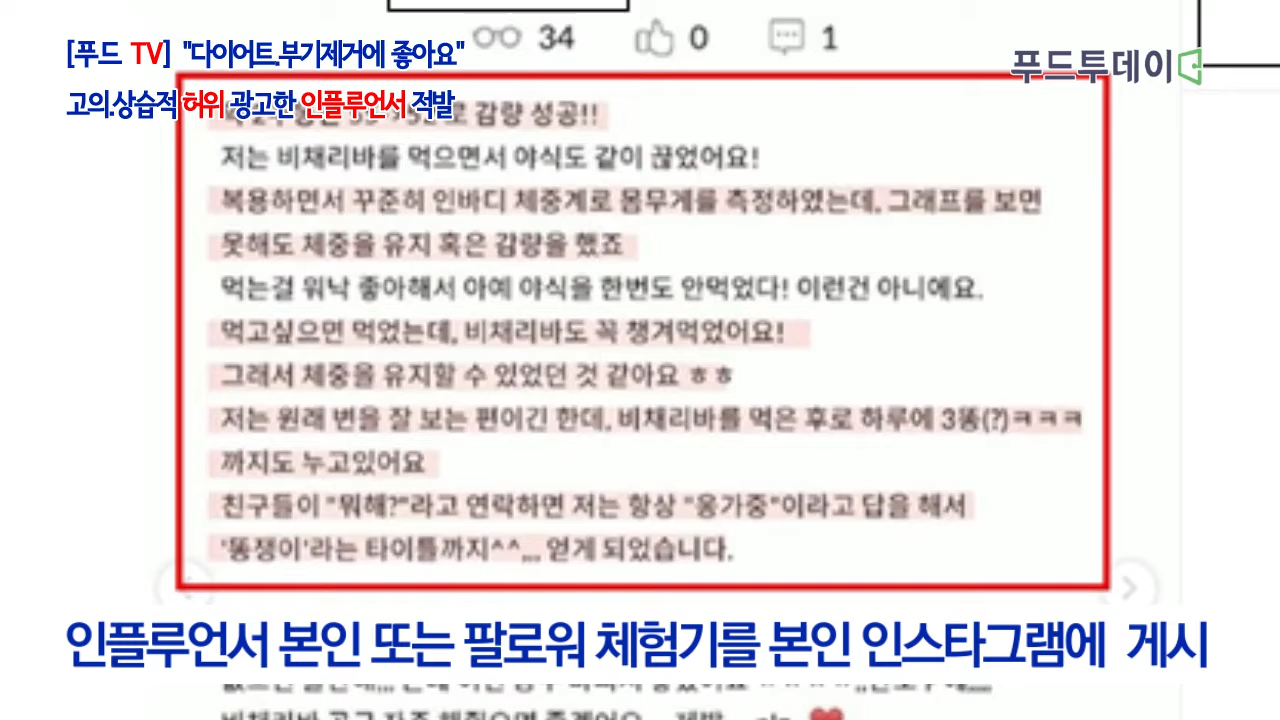 34 0 1
[푸드 TV] "다이어트.부기제거에 좋아요"
푸드투데이
고의.상습적 허위 광고한 인플루언서 적발
감량 성공!!
저는 비채리바를 먹으면서 야식도 같이 끊었어요!
복용하면서 꾸준히 인바디 체중계로 몸무게를 측정하였는데, 그래프를 보면
못해도 체중을 유지 혹은 감량을 했죠
먹는걸 워낙 좋아해서 아예 야식을 한번도 안먹었다! 이런건 아니에요.
먹고싶으면 먹었는데, 비채리바도 꼭 챙겨먹었어요!
그래서 체중을 유지할 수 있었던 것 같아요 ㅎㅎ
저는 원래 변을 잘 보는 편이긴 한데, 비채리바를 먹은 후로 하루에 3똥(?)ㅋㅋㅋ
까지도 누고있어요
친구들이 "뭐해?"라고 연락하면 저는 항상 "응가중"이라고 답을 해서
'똥쟁이'라는 타이틀까지^^,,, 얻게 되었습니다.
인플루언서 본인 또는 팔로워 체험기를 본인 인스타그램에 게시